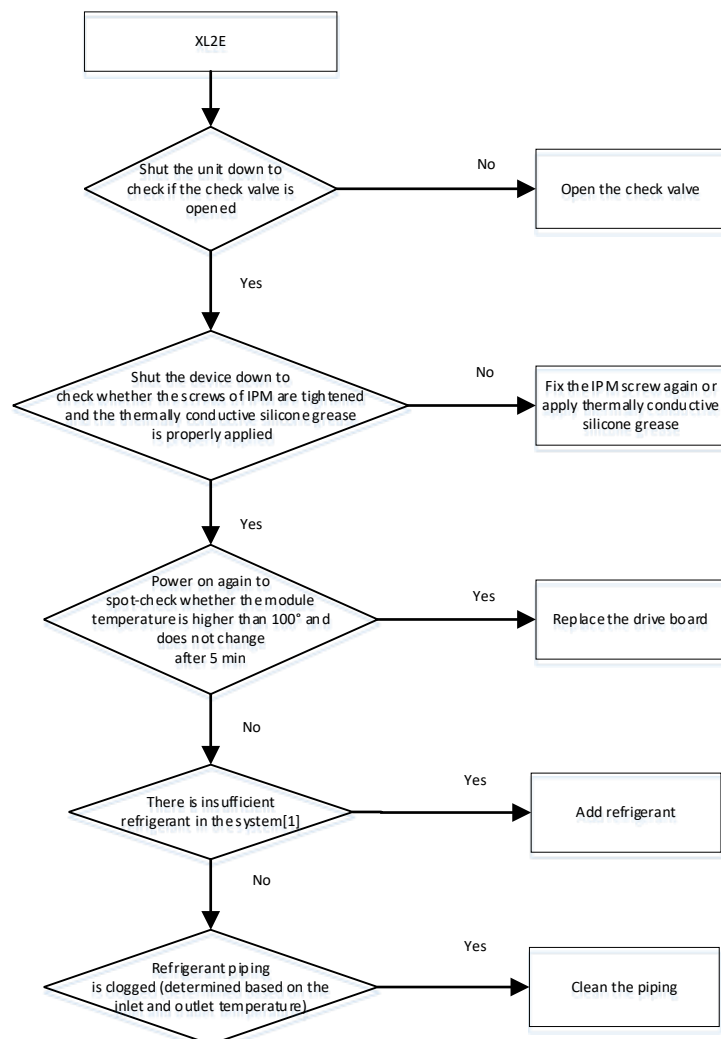 XL2E
Shut the unit down to
check if the check valve is
opened
No
Open the check valve
Yes
Shut the device down to
check whether the screws of IPM are tightened
and the thermally conductive silicone grease
is properly applied
No
Fix the IPM screw again or
apply thermally conductive
silicone grease
Yes
Power on again to
spot-check whether the module
temperature is higher than 100° and
does not change
after 5 min
Yes
Replace the drive board
No
There is insufficient
refrigerant in the system[1]
Yes
Add refrigerant
No
Refrigerant piping
is clogged (determined based on the
inlet and outlet temperature)
Yes
Clean the piping